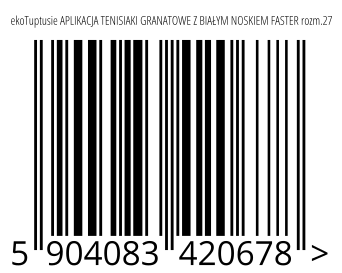 ekoTuptusie APLIKACJA TENISIAKI GRANATOWE Z BIAŁYM NOSKIEM FASTER rozm.27
5 904083 420678 >